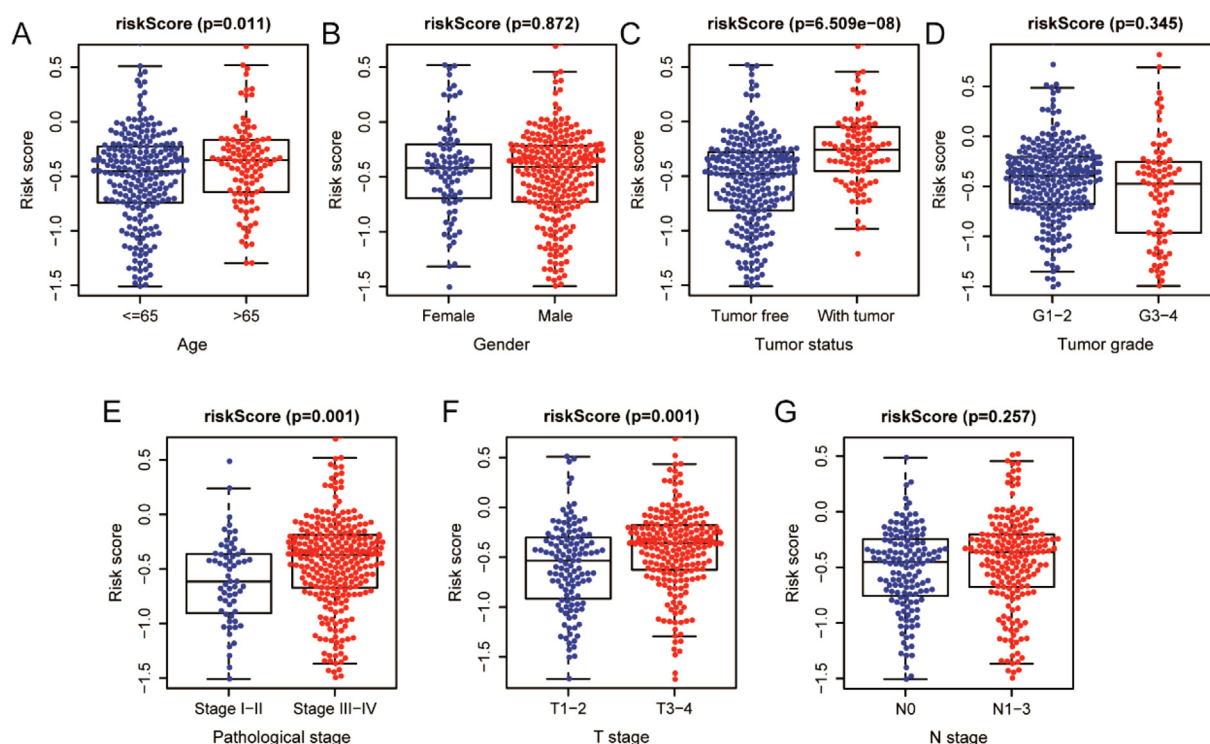 A
riskScore (p=0.011)
Risk score
0.5
0.0
−0.5
−1.0
−1.5
<=65
>65
Age
B
riskScore (p=0.872)
Risk score
0.5
0.0
−0.5
−1.0
−1.5
Female
Male
Gender
C
riskScore (p=6.509e−08)
Risk score
0.5
0.0
−0.5
−1.0
−1.5
Tumor free
With tumor
Tumor status
D
riskScore (p=0.345)
Risk score
0.5
0.0
−0.5
−1.0
−1.5
G1−2
G3−4
Tumor grade
E
riskScore (p=0.001)
Risk score
0.5
0.0
−0.5
−1.0
−1.5
Stage I−II
Stage III−IV
Pathological stage
F
riskScore (p=0.001)
Risk score
0.5
0.0
−0.5
−1.0
−1.5
T1−2
T3−4
T stage
G
riskScore (p=0.257)
Risk score
0.5
0.0
−0.5
−1.0
−1.5
N0
N1−3
N stage